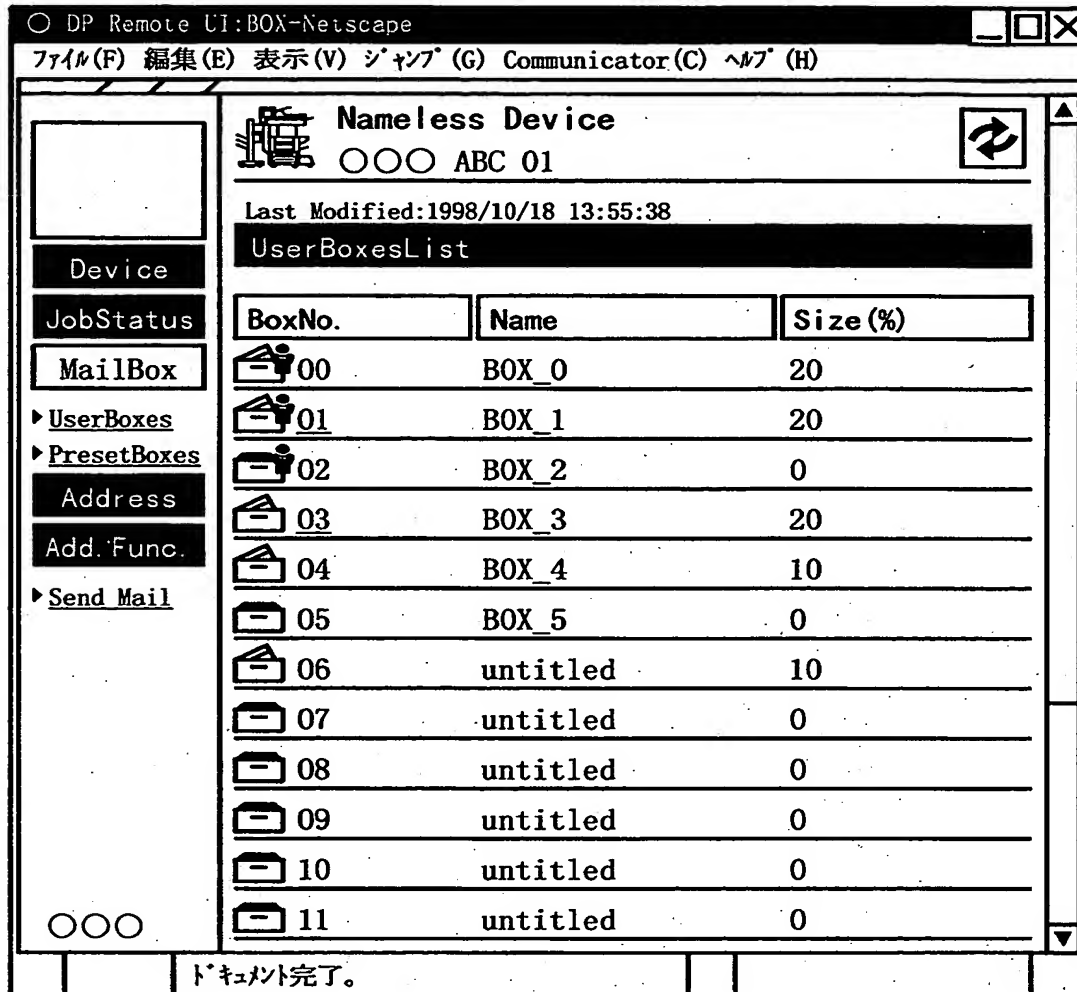 ○ DP Remote UI:BOX-Netscape
ファイル(F) 編集(E) 表示(V) ジャンプ(G) Communicator(C) ヘルプ(H)
Nameless Device
○○○ ABC 01
Last Modified:1998/10/18 13:55:38
UserBoxesList
Device
JobStatus
MailBox
▶UserBoxes
▶PresetBoxes
Address
Add. Func.
▶Send Mail
○○○
BoxNo. Name Size(%)
00 BOX_0 20
01 BOX_1 20
02 BOX_2 0
03 BOX_3 20
04 BOX_4 10
05 BOX_5 0
06 untitled 10
07 untitled 0
08 untitled 0
09 untitled 0
10 untitled 0
11 untitled 0
ドキュメント完了。